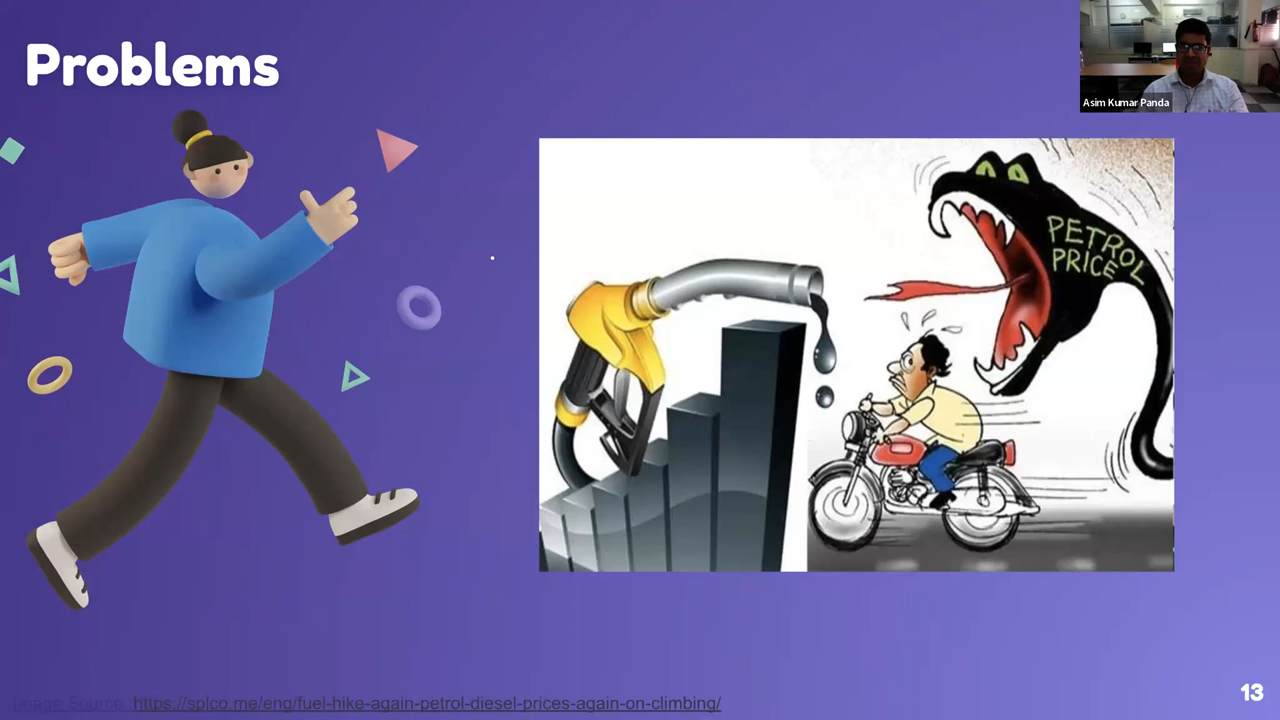 Problems
Asim Kumar Panda
PETROL
PRICE
Image Source :https://splco.me/eng/fuel-hike-again-petrol-diesel-prices-again-on-climbing/
13